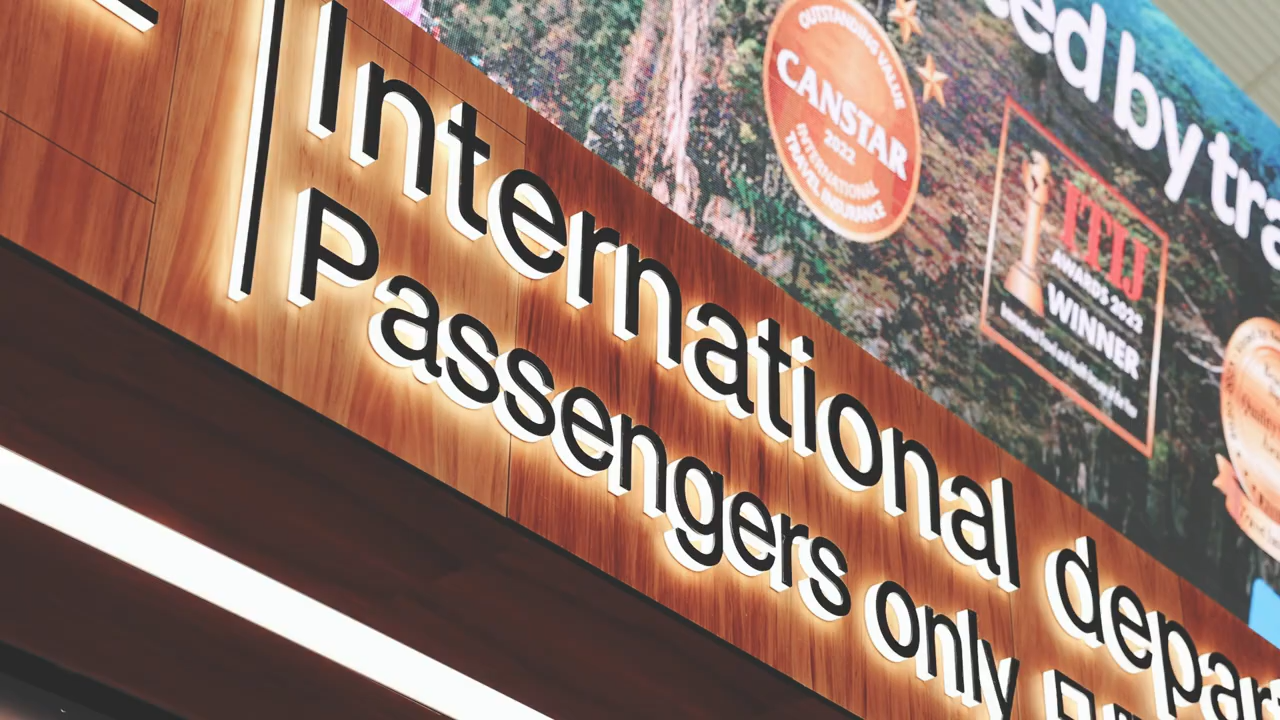 International depar
Passengers only
ed by tra
OUTSTANDING VALUE
CANSTAR
2022
INTERNATIONAL
TRAVEL INSURANCE
ITIJ
AWARDS 2022
WINNER